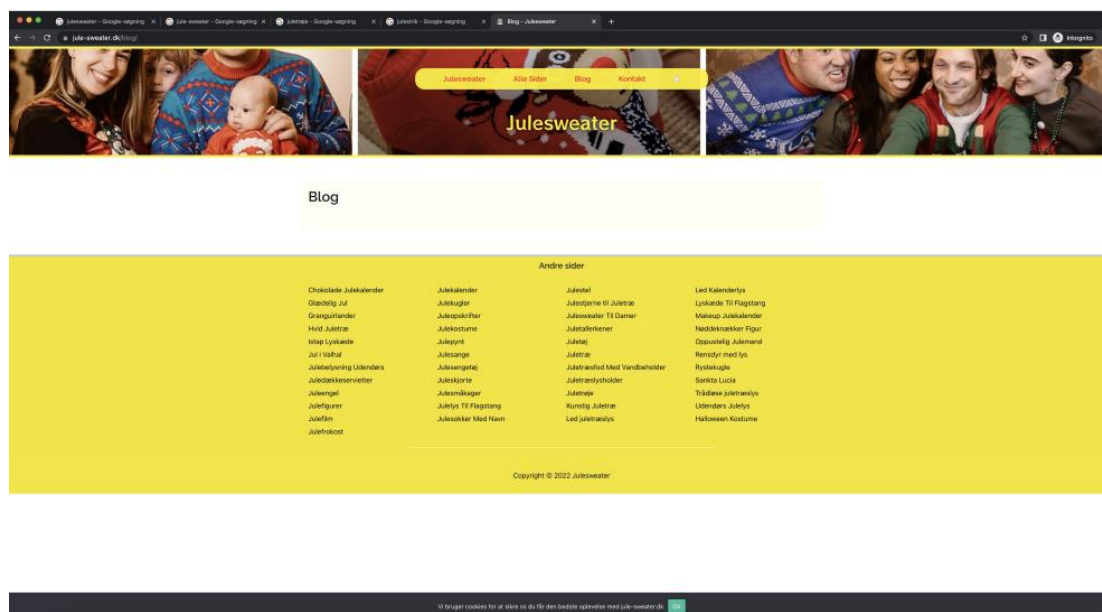 julesweater - Google-søgning
jule-sweater - Google-søgning
juletrøje - Google-søgning
julestrik - Google-søgning
Blog - Julesweater
jule-sweater.dk/blog/
Inkognito
Julesweater Alle Sider Blog Kontakt
Julesweater
Blog
Andre sider
Chokolade Julekalender
Glædelig Jul
Granguirlander
Hvid Juletræ
Istap Lyskæde
Jul i Valhal
Julebelysning Udendørs
Juledækkeservietter
Juleengel
Julefigurer
Julefilm
Julefrokost
Julekalender
Julekugler
Juleopskrifter
Julekostume
Julepynt
Julesange
Julesengetøj
Juleskjorte
Julesmåkager
Julelys Til Flagstang
Julesokker Med Navn
Julestel
Julestjerne til Juletræ
Julesweater Til Damer
Juletallerkener
Juletøj
Juletræ
Juletræsfod Med Vandbeholder
Juletræslysholder
Juletrøje
Kunstig Juletræ
Led juletræslys
Led Kalenderlys
Lyskæde Til Flagstang
Makeup Julekalender
Nøddeknækker Figur
Oppustelig Julemand
Rensdyr med lys
Rystekugle
Sankta Lucia
Trådløse juletræslys
Udendørs Julelys
Halloween Kostume
Copyright © 2022 Julesweater
Vi bruger cookies for at sikre os du får den bedste oplevelse med jule-sweater.dk Ok